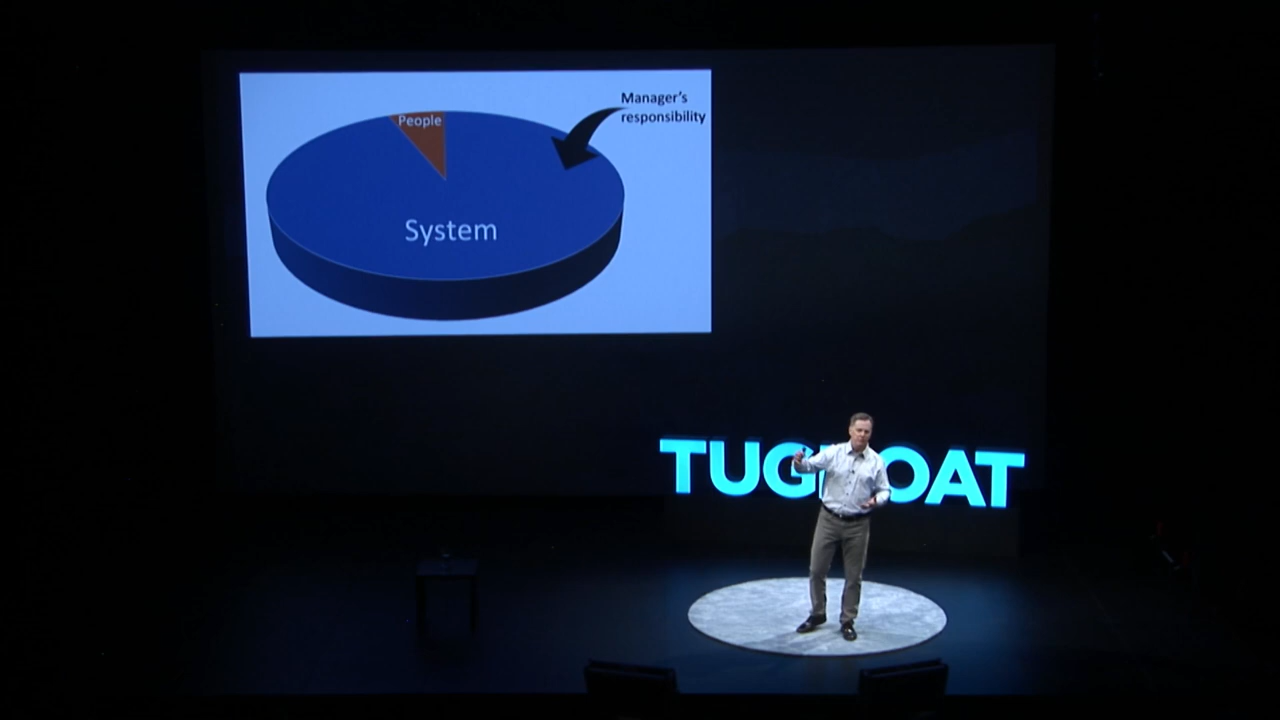 Manager's
responsibility
People
System
TUG OAT